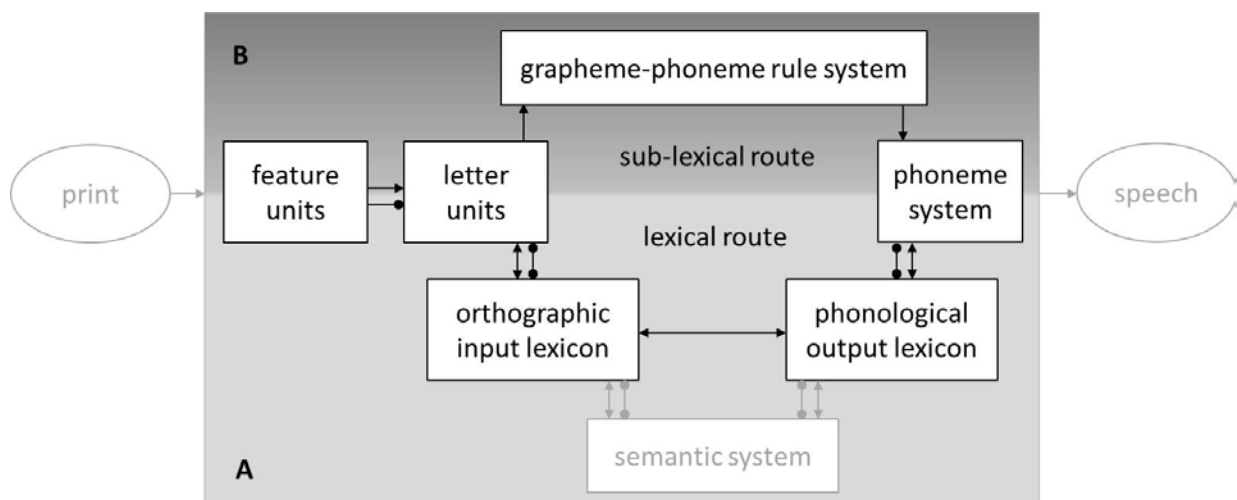 B
grapheme-phoneme rule system
sub-lexical route
print
feature
units
letter
units
phoneme
system
speech
lexical route
orthographic
input lexicon
phonological
output lexicon
semantic system
A